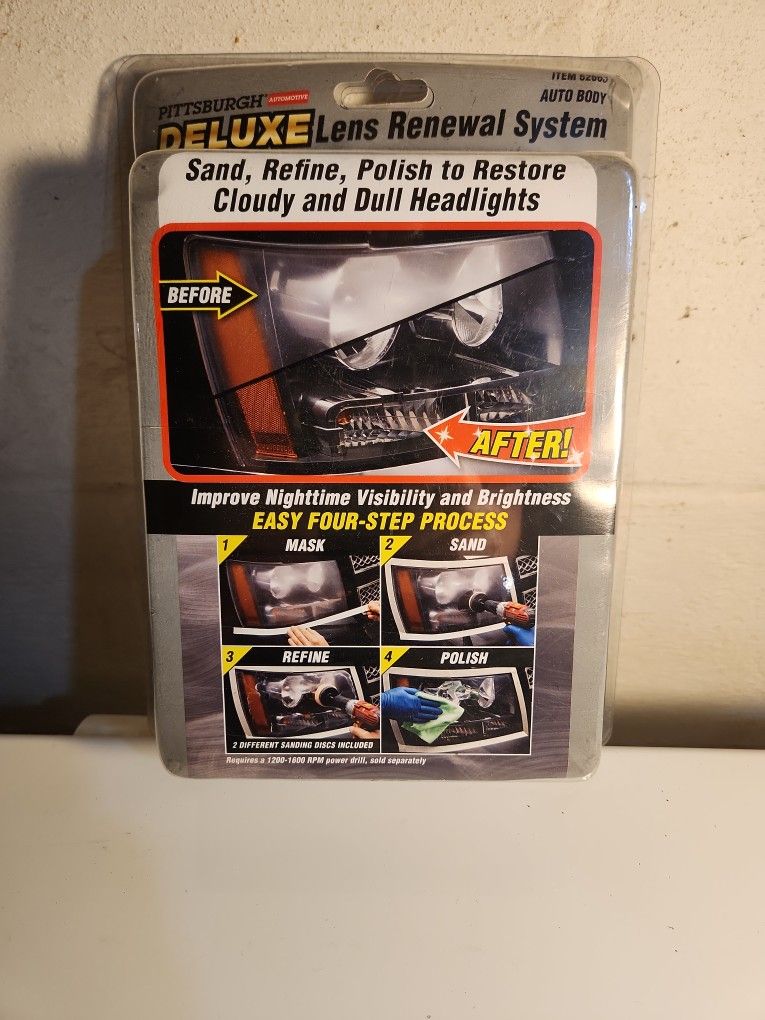 ITEM 62663
PITTSBURGH AUTOMOTIVE
AUTO BODY
DELUXE Lens Renewal System
Sand, Refine, Polish to Restore
Cloudy and Dull Headlights
BEFORE
AFTER!
Improve Nighttime Visibility and Brightness
EASY FOUR-STEP PROCESS
1 MASK
2 SAND
3 REFINE
2 DIFFERENT SANDING DISCS INCLUDED
4 POLISH
Requires a 1200-1600 RPM power drill, sold separately